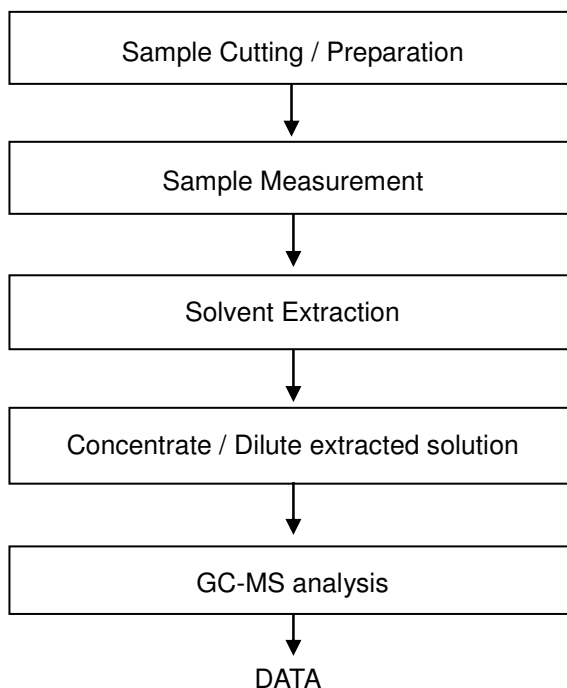 Sample Cutting / Preparation
Sample Measurement
Solvent Extraction
Concentrate / Dilute extracted solution
GC-MS analysis
DATA